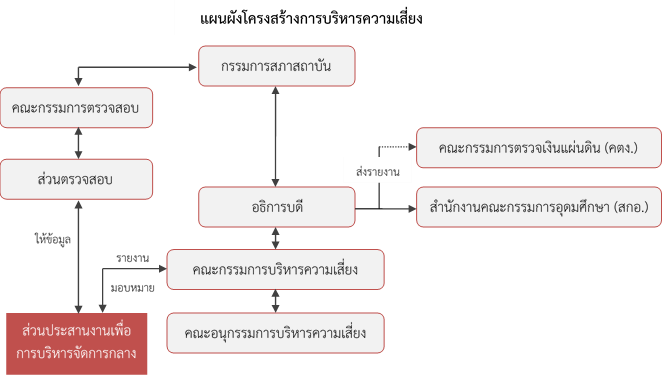 แผนผังโครงสร้างการบริหารความเสี่ยง
กรรมการสภาสถาบัน
คณะกรรมการตรวจสอบ
คณะกรรมการตรวจเงินแผ่นดิน (คตง.)
ส่วนตรวจสอบ
ส่งรายงาน
อธิการบดี
สำนักงานคณะกรรมการอุดมศึกษา (สกอ.)
ให้ข้อมูล
รายงาน
คณะกรรมการบริหารความเสี่ยง
มอบหมาย
ส่วนประสานงานเพื่อ
การบริหารจัดการกลาง
คณะอนุกรรมการบริหารความเสี่ยง